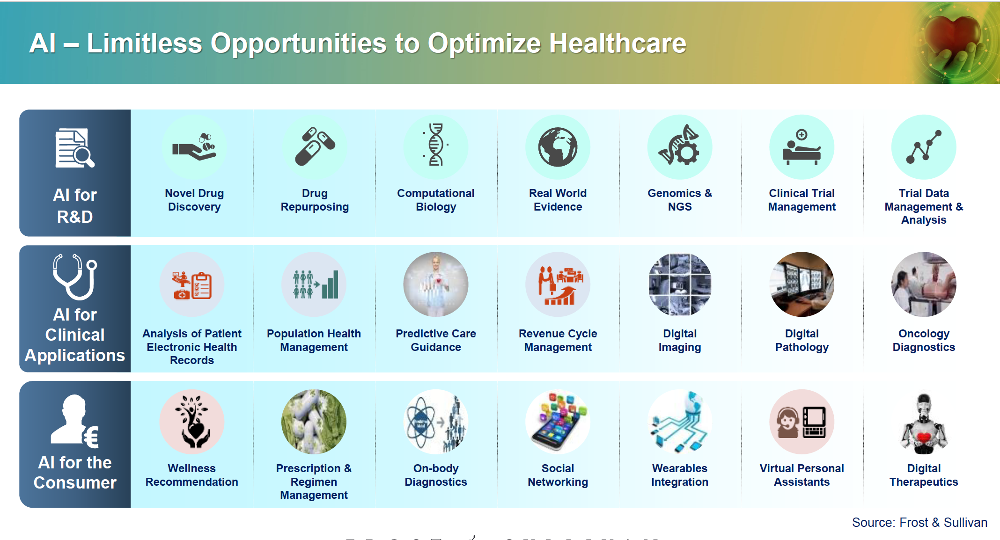 AI – Limitless Opportunities to Optimize Healthcare
AI for
R&D
Novel Drug
Discovery
Drug
Repurposing
Computational
Biology
Real World
Evidence
Genomics &
NGS
Clinical Trial
Management
Trial Data
Management &
Analysis
AI for
Clinical
Applications
Analysis of Patient
Electronic Health
Records
Population Health
Management
Predictive Care
Guidance
Revenue Cycle
Management
Digital
Imaging
Digital
Pathology
Oncology
Diagnostics
AI for the
Consumer
Wellness
Recommendation
Prescription &
Regimen
Management
On-body
Diagnostics
Social
Networking
Wearables
Integration
Virtual Personal
Assistants
Digital
Therapeutics
Source: Frost & Sullivan